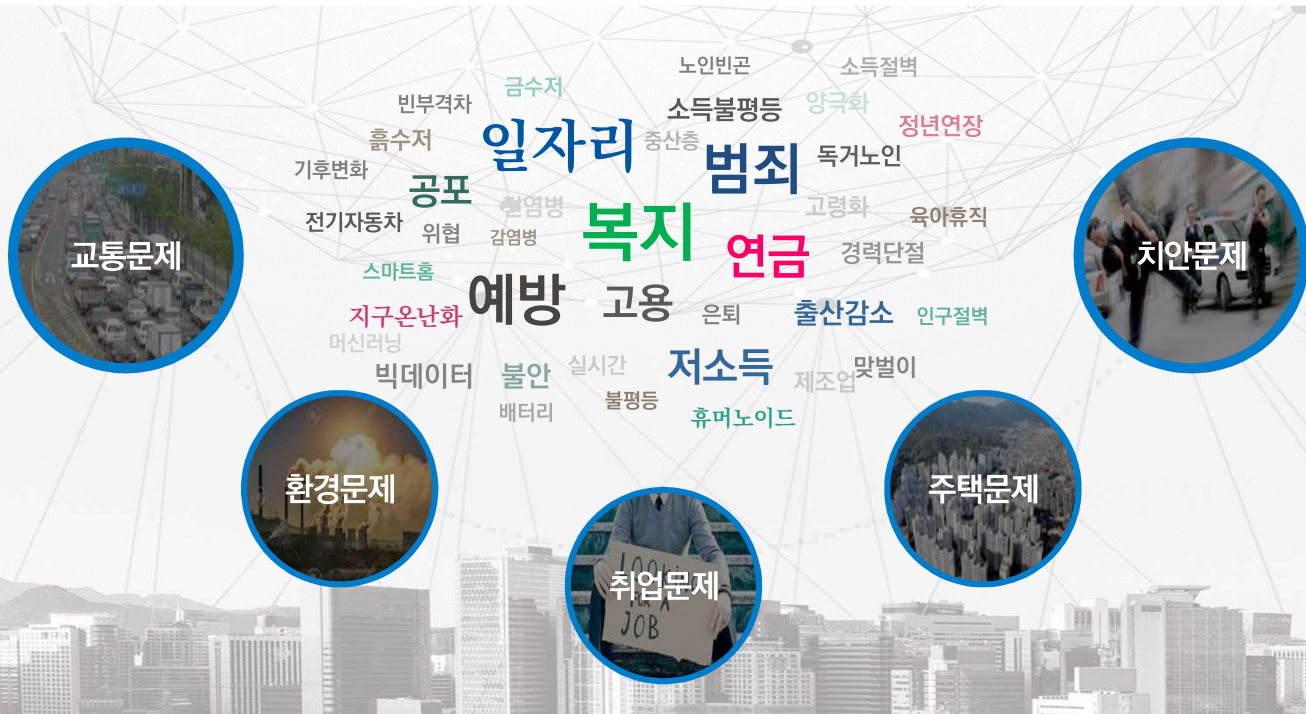 노인빈곤
소득절벽
금수저
빈부격차
소득불평등
양극화
흙수저
일자리
중산층
정년연장
기후변화
범죄
독거노인
공포
전염병
복지
고령화
육아휴직
전기자동차
위협
감염병
연금
경력단절
교통문제
치안문제
스마트홈
예방
고용
은퇴
출산감소
인구절벽
지구온난화
머신러닝
빅데이터
불안
실시간
저소득
제조업
맞벌이
배터리
불평등
휴머노이드
환경문제
주택문제
취업문제
LOOKING
FOR A
JOB